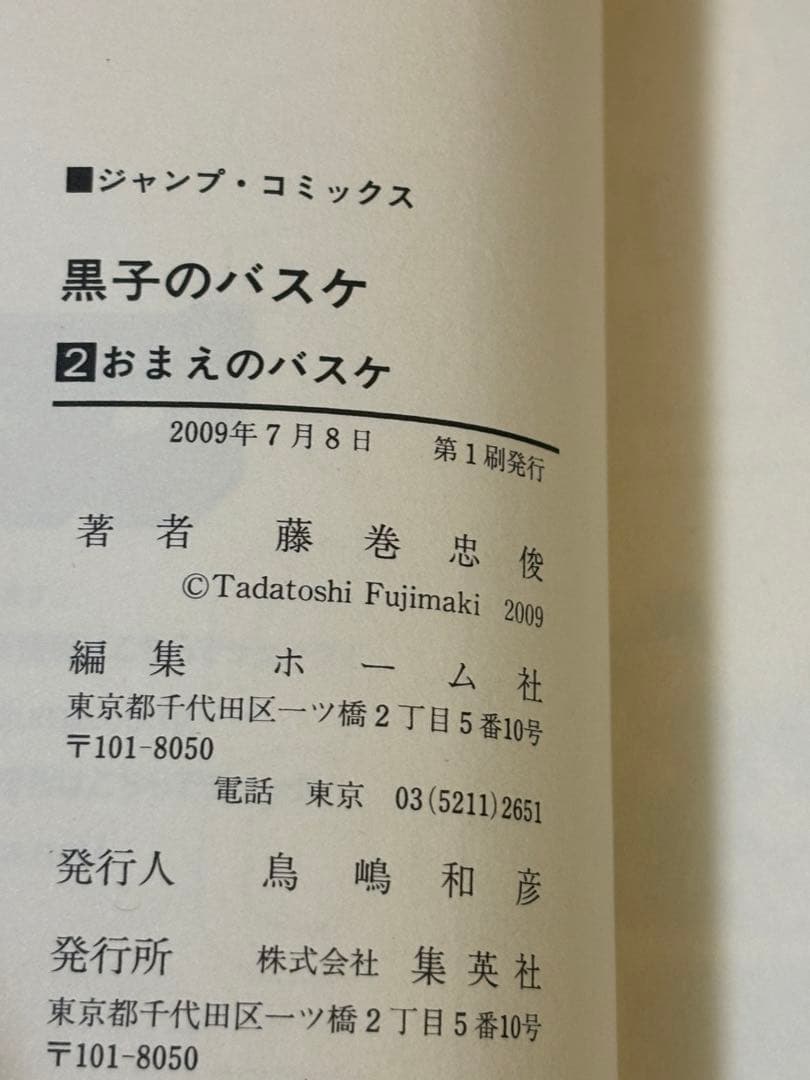 ■ジャンプ・コミックス
黒子のバスケ
2おまえのバスケ
2009年7月8日 第1刷発行
著者 藤巻忠俊
©Tadatoshi Fujimaki 2009
編集 ホーム社
東京都千代田区一ツ橋2丁目5番10号
〒101-8050
電話 東京 03(5211)2651
発行人 鳥嶋和彦
発行所 株式会社 集英社
東京都千代田区一ツ橋2丁目5番10号
〒101-8050